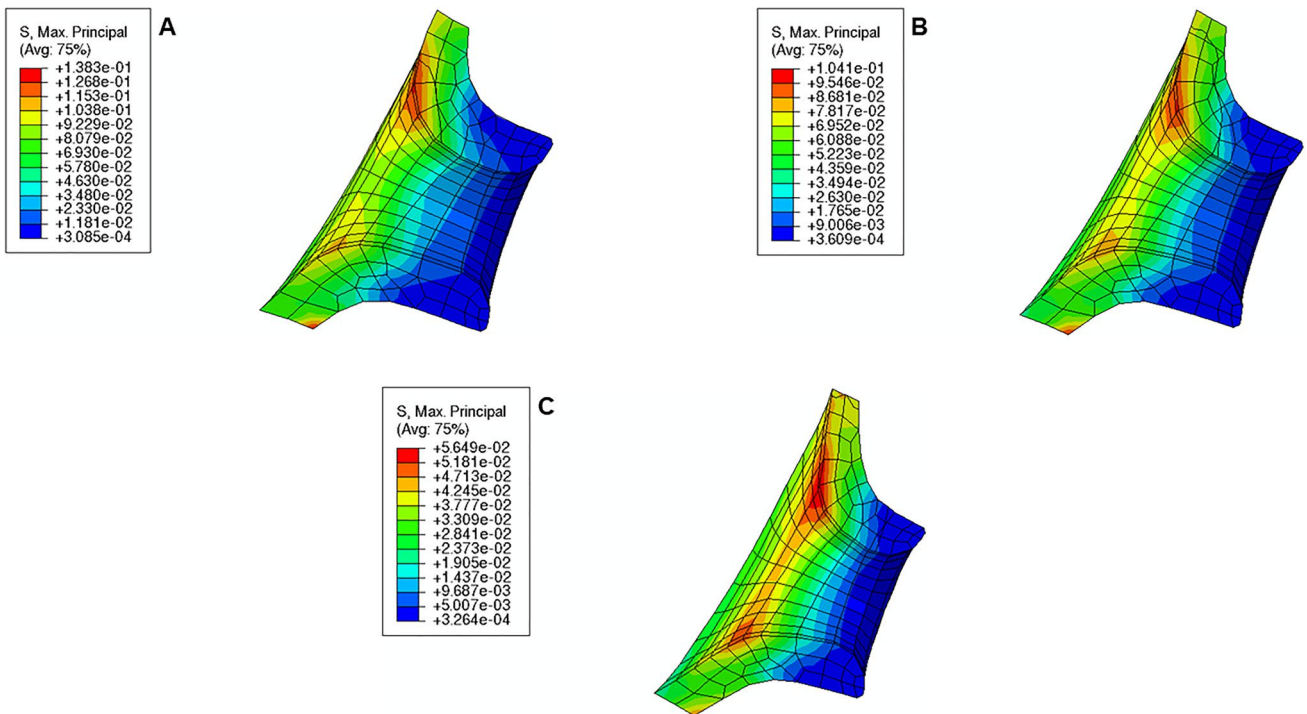 A
S, Max. Principal
(Avg: 75%)
+1.383e-01
+1.268e-01
+1.153e-01
+1.038e-01
+9.229e-02
+8.079e-02
+6.930e-02
+5.780e-02
+4.630e-02
+3.480e-02
+2.330e-02
+1.181e-02
+3.085e-04
B
S, Max. Principal
(Avg: 75%)
+1.041e-01
+9.546e-02
+8.681e-02
+7.817e-02
+6.952e-02
+6.088e-02
+5.223e-02
+4.359e-02
+3.494e-02
+2.630e-02
+1.765e-02
+9.006e-03
+3.609e-04
C
S, Max. Principal
(Avg: 75%)
+5.649e-02
+5.181e-02
+4.713e-02
+4.245e-02
+3.777e-02
+3.309e-02
+2.841e-02
+2.373e-02
+1.905e-02
+1.437e-02
+9.687e-03
+5.007e-03
+3.264e-04